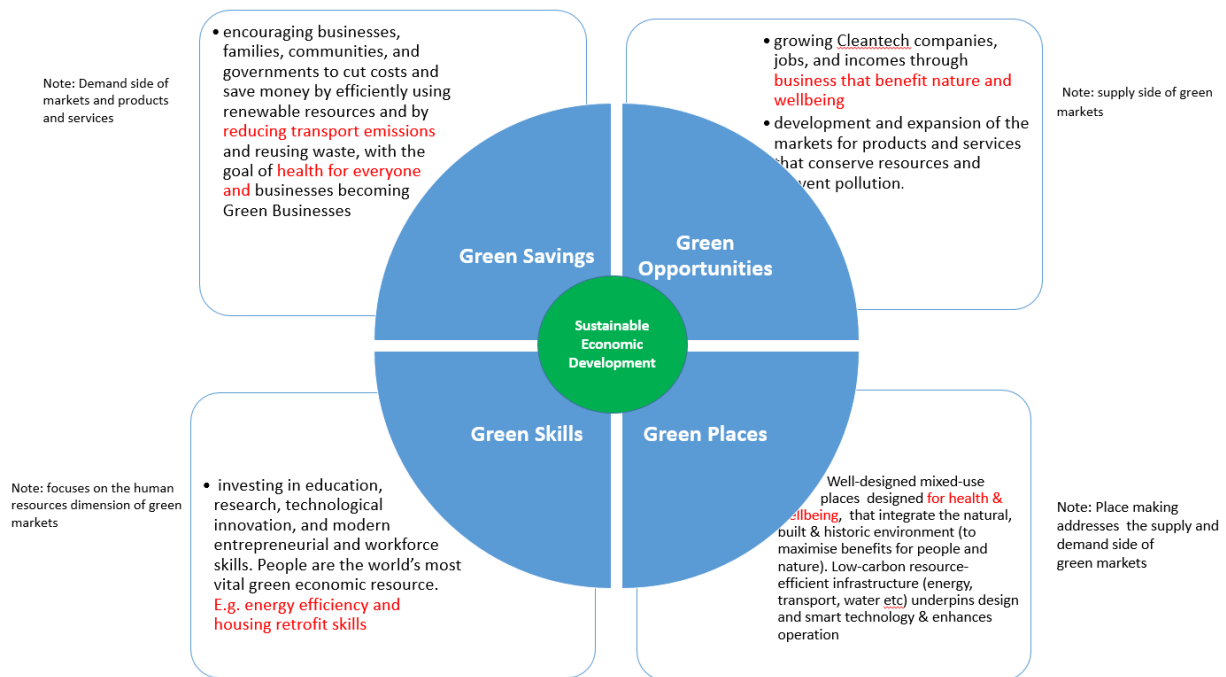 Note: Demand side of
markets and products
and services
• encouraging businesses,
families, communities, and
governments to cut costs and
save money by efficiently using
renewable resources and by
reducing transport emissions
and reusing waste, with the
goal of health for everyone
and businesses becoming
Green Businesses
• growing Cleantech companies,
jobs, and incomes through
business that benefit nature and
wellbeing
• development and expansion of the
markets for products and services
that conserve resources and
prevent pollution.
Note: supply side of green
markets
Green Savings
Green
Opportunities
Sustainable
Economic
Development
Green Skills
Green Places
Note: focuses on the human
resources dimension of green
markets
• investing in education,
research, technological
innovation, and modern
entrepreneurial and workforce
skills. People are the world’s most
vital green economic resource.
E.g. energy efficiency and
housing retrofit skills
Well-designed mixed-use
places designed for health &
wellbeing, that integrate the natural,
built & historic environment (to
maximise benefits for people and
nature). Low-carbon resource-
efficient infrastructure (energy,
transport, water etc) underpins design
and smart technology & enhances
operation
Note: Place making
addresses the supply and
demand side of
green markets